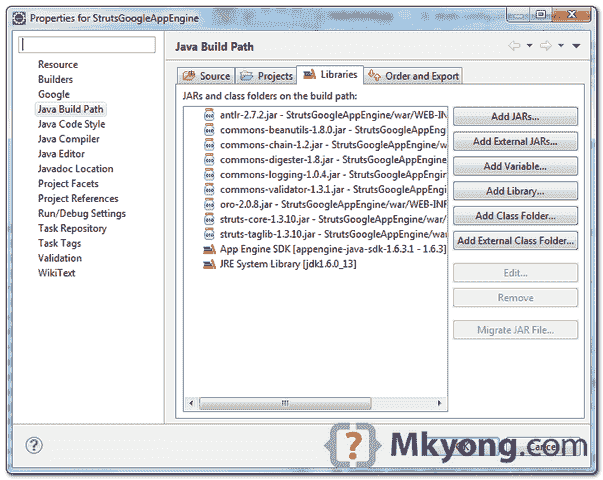 Properties for StrutsGoogleAppEngine
Java Build Path
Resource
Builders
Google
Java Build Path
Java Code Style
Java Compiler
Java Editor
Javadoc Location
Project Facets
Project References
Run/Debug Settings
Task Repository
Task Tags
Validation
WikiText
Source
Projects
Libraries
Order and Export
JARs and class folders on the build path:
antlr-2.7.2.jar - StrutsGoogleAppEngine/war/WEB-IN
commons-beanutils-1.8.0.jar - StrutsGoogleAppEngi
commons-chain-1.2.jar - StrutsGoogleAppEngine/w
commons-digester-1.8.jar - StrutsGoogleAppEngine
commons-logging-1.0.4.jar - StrutsGoogleAppEngin
commons-validator-1.3.1.jar - StrutsGoogleAppEngi
oro-2.0.8.jar - StrutsGoogleAppEngine/war/WEB-INF
struts-core-1.3.10.jar - StrutsGoogleAppEngine/war/
struts-taglib-1.3.10.jar - StrutsGoogleAppEngine/wa
App Engine SDK [appengine-java-sdk-1.6.3.1 - 1.6.3]
JRE System Library [jdk1.6.0_13]
Add JARs...
Add External JARs...
Add Variable...
Add Library...
Add Class Folder...
Add External Class Folder...
Edit...
Remove
Migrate JAR File...
Cancel
Mkyong.com